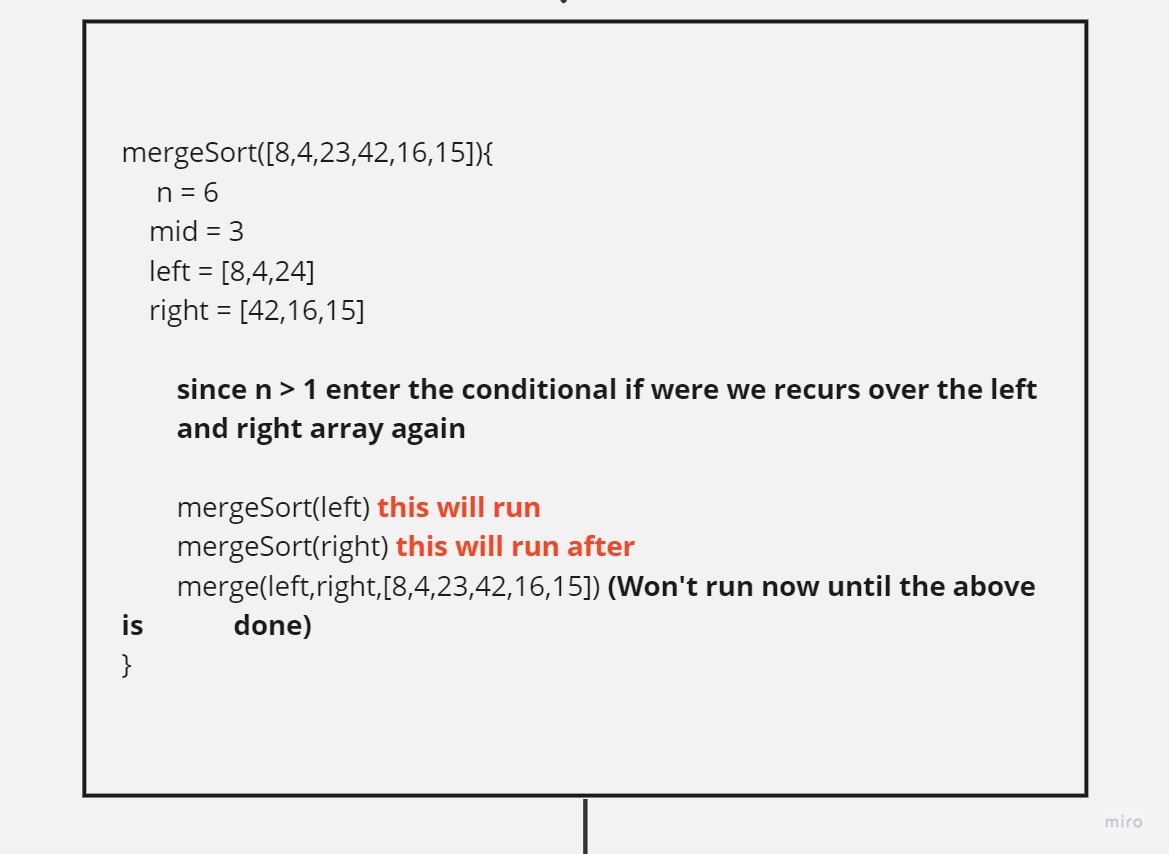 mergeSort([8,4,23,42,16,15]){
n = 6
mid = 3
left = [8,4,24]
right = [42,16,15]
since n > 1 enter the conditional if were we recurs over the left
and right array again
mergeSort(left) this will run
mergeSort(right) this will run after
merge(left,right,[8,4,23,42,16,15]) (Won't run now until the above
is done)
}
miro